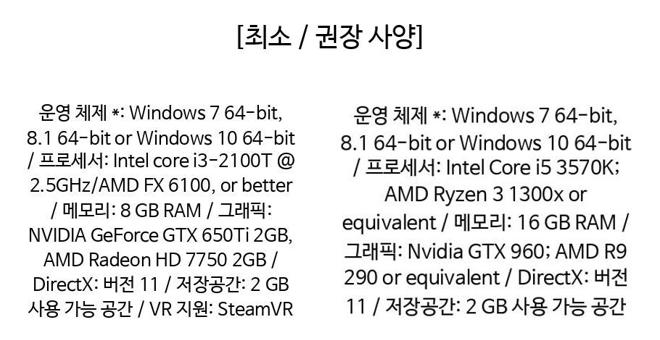 [최소 / 권장 사양]
운영 체제 *: Windows 7 64-bit,
8.1 64-bit or Windows 10 64-bit
/ 프로세서: Intel core i3-2100T @
2.5GHz/AMD FX 6100, or better
/ 메모리: 8 GB RAM / 그래픽:
NVIDIA GeForce GTX 650Ti 2GB,
AMD Radeon HD 7750 2GB /
DirectX: 버전 11 / 저장공간: 2 GB
사용 가능 공간 / VR 지원: SteamVR
운영 체제 *: Windows 7 64-bit,
8.1 64-bit or Windows 10 64-bit
/ 프로세서: Intel Core i5 3570K;
AMD Ryzen 3 1300x or
equivalent / 메모리: 16 GB RAM /
그래픽: Nvidia GTX 960; AMD R9
290 or equivalent / DirectX: 버전
11 / 저장공간: 2 GB 사용 가능 공간